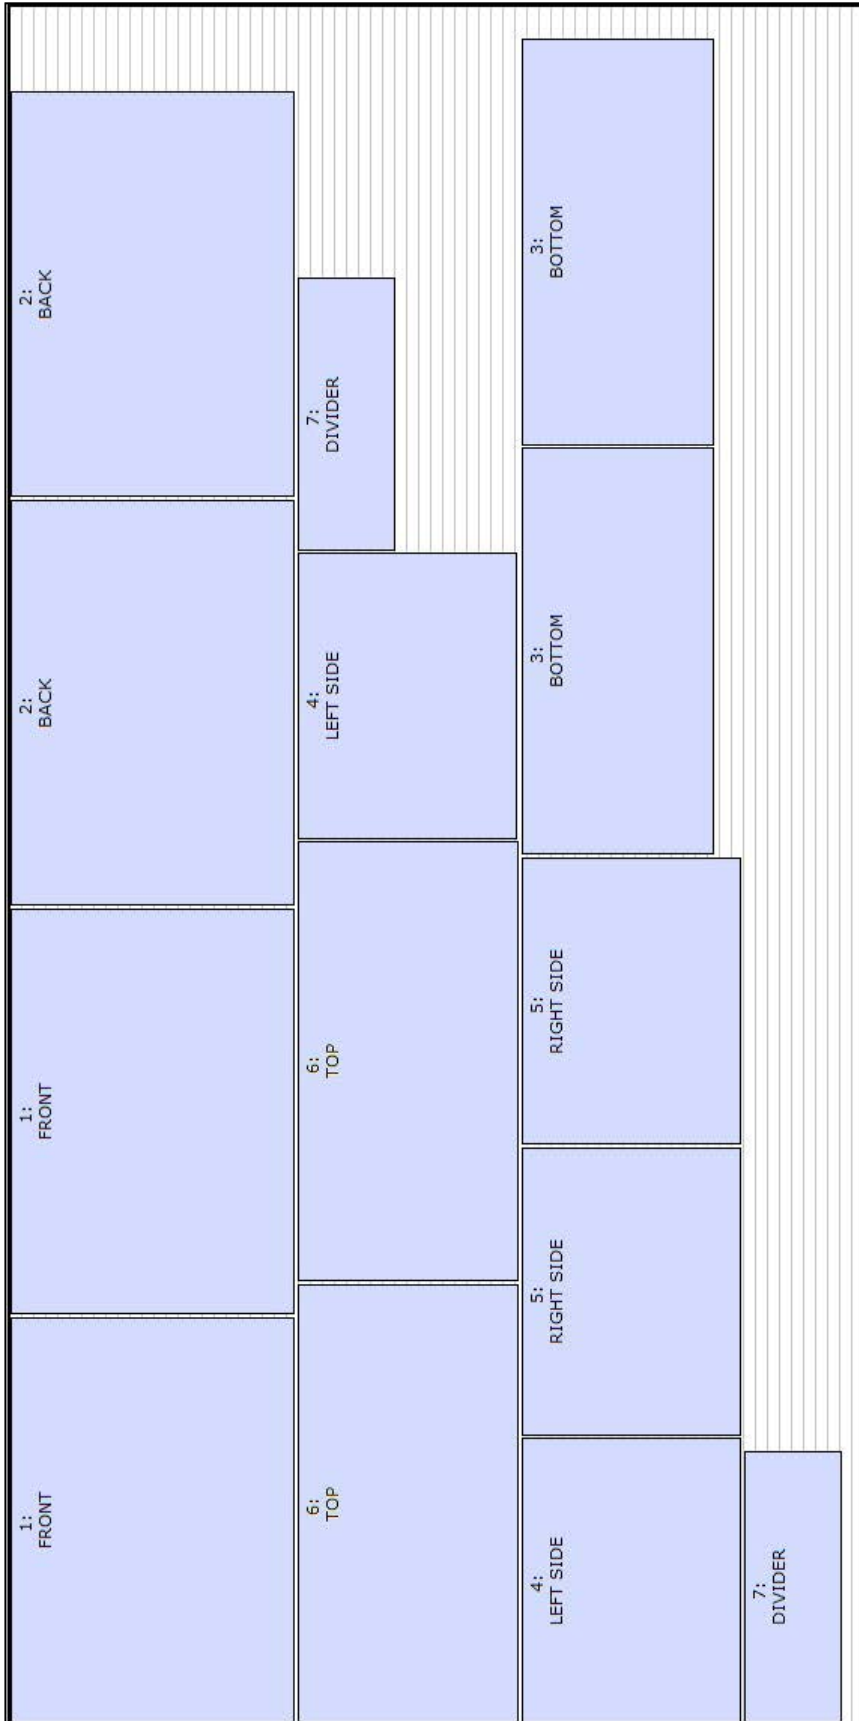 2:
BACK
7:
DIVIDER
3:
BOTTOM
2:
BACK
4:
LEFT SIDE
3:
BOTTOM
1:
FRONT
6:
TOP
5:
RIGHT SIDE
5:
RIGHT SIDE
1:
FRONT
6:
TOP
4:
LEFT SIDE
7:
DIVIDER